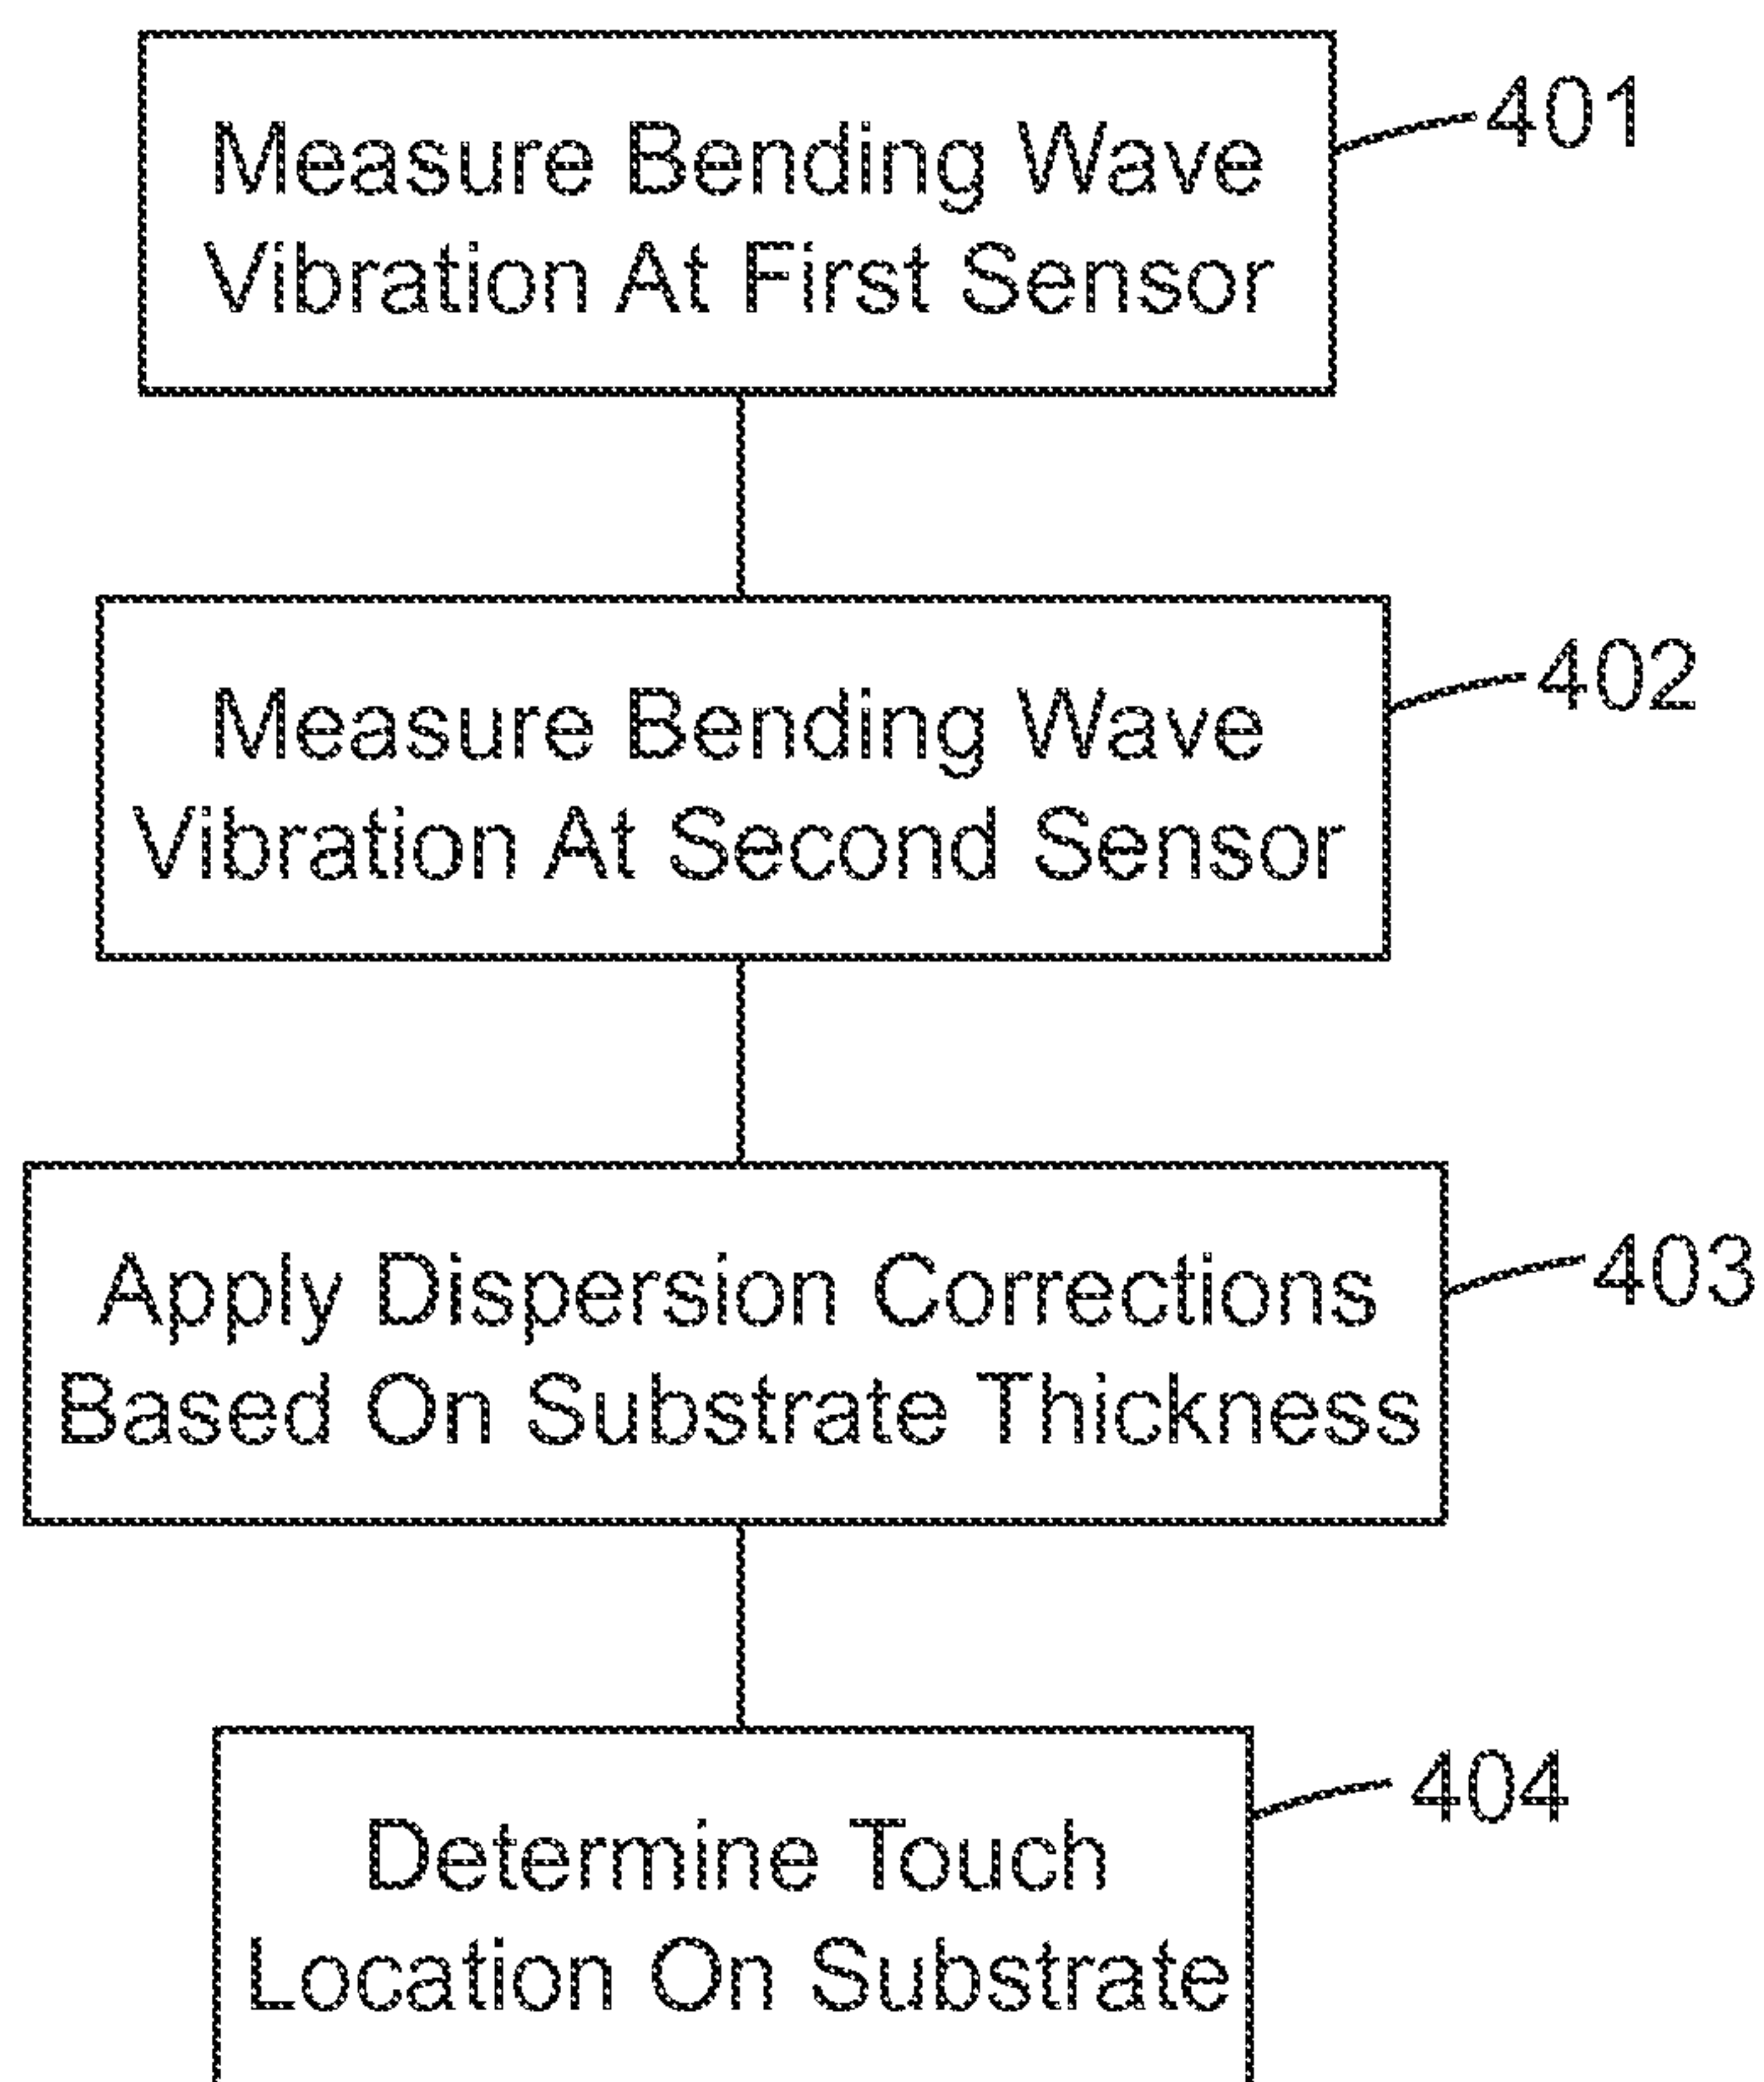 Measure Bending Wave
Vibration At First Sensor
401
Measure Bending Wave
Vibration At Second Sensor
402
Apply Dispersion Corrections
Based On Substrate Thickness
403
Determine Touch
Location On Substrate
404